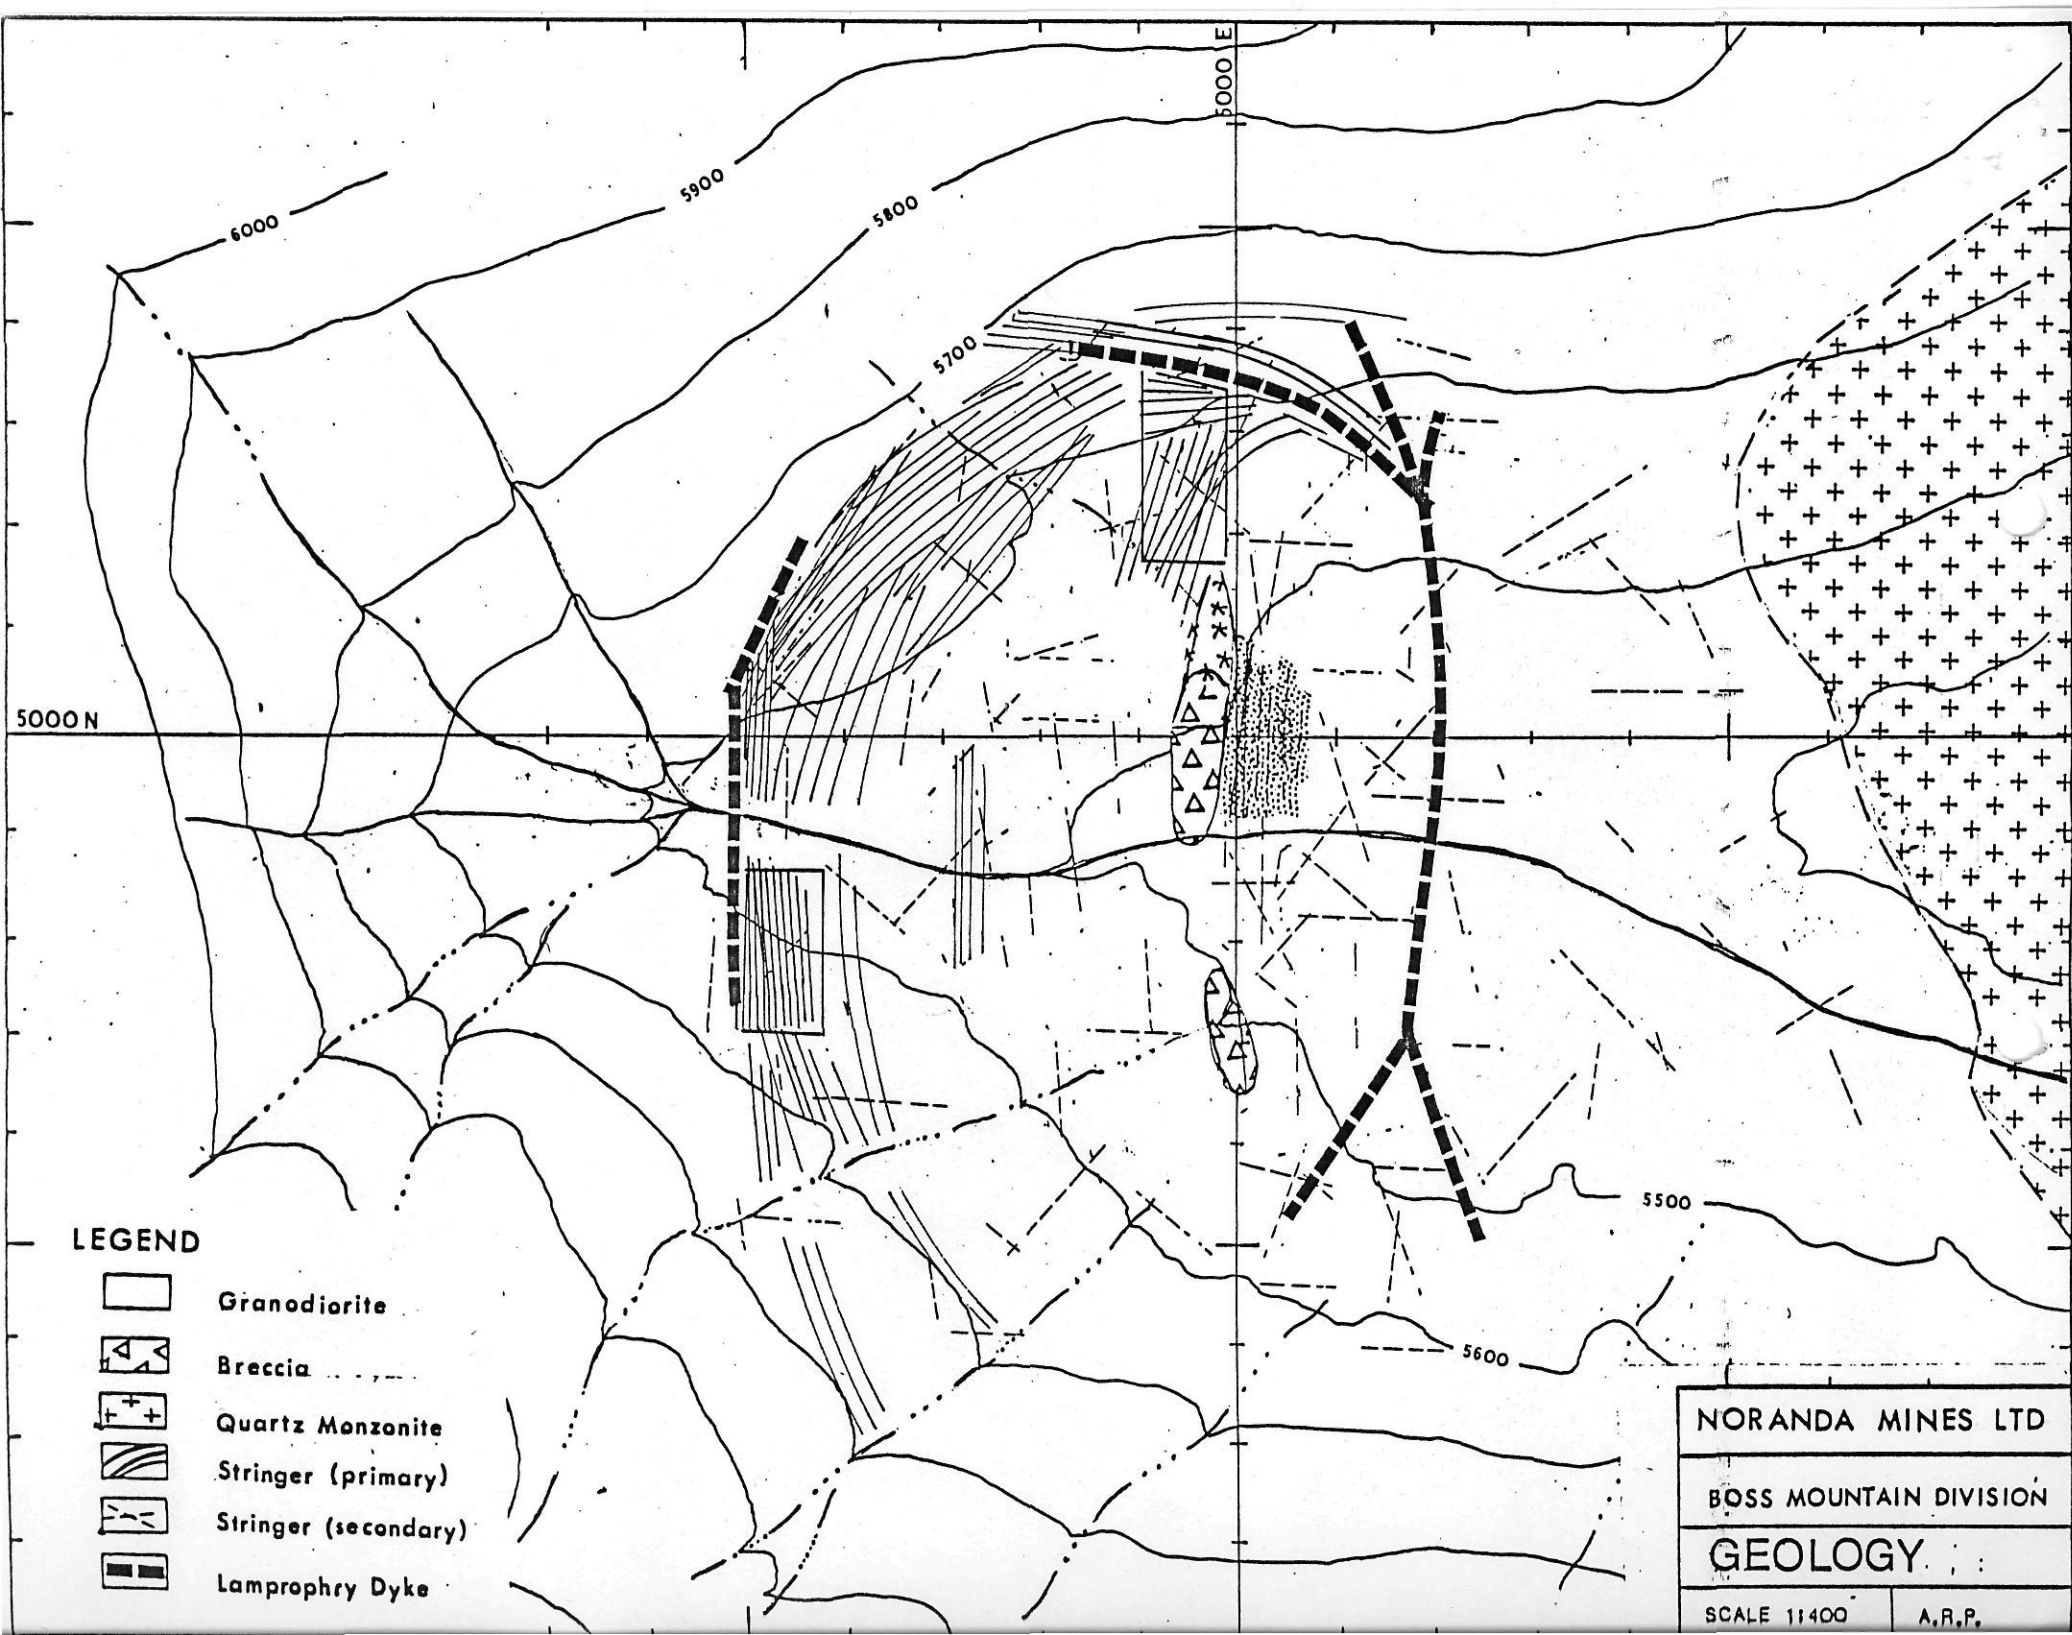 5900
5800
6000
5700
5000 N
5500
5600
LEGEND
Granodiorite
Breccia
Quartz Monzonite
Stringer (primary)
Stringer (secondary)
Lamprophry Dyke
NORANDA MINES LTD
BOSS MOUNTAIN DIVISION
GEOLOGY
SCALE 1:400
A.R.P.